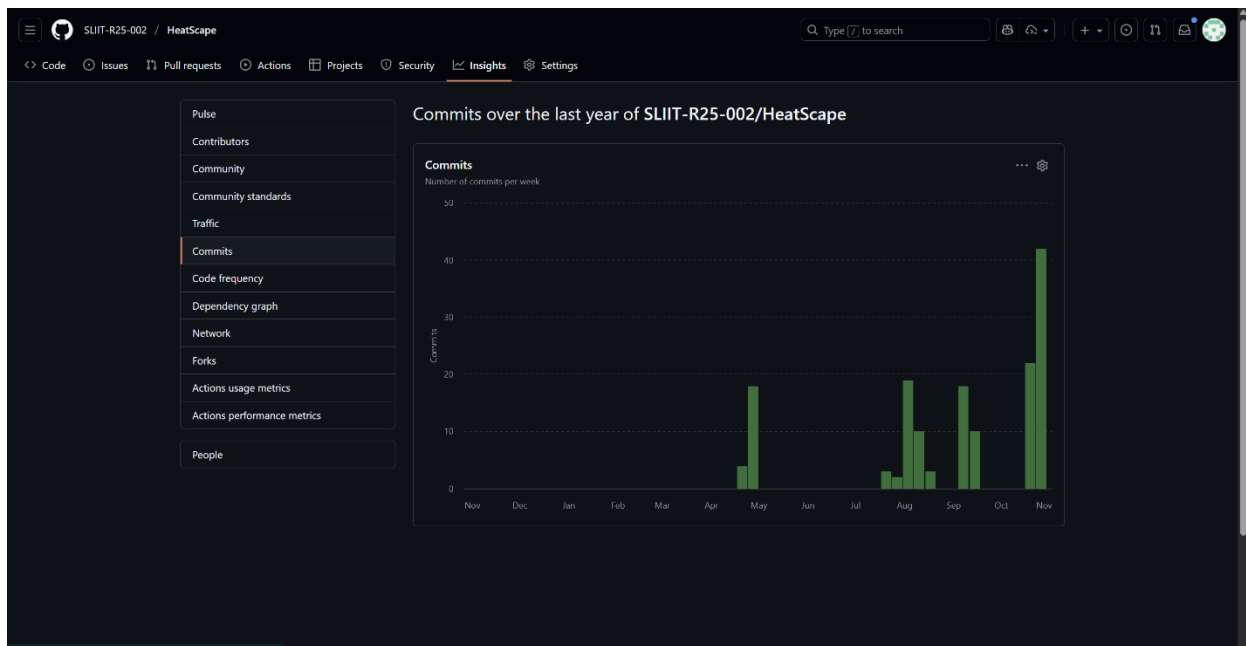 SLIIT-R25-002 / HeatScape
Type / to search
Code Issues Pull requests Actions Projects Security Insights Settings
Pulse
Contributors
Community
Community standards
Traffic
Commits
Code frequency
Dependency graph
Network
Forks
Actions usage metrics
Actions performance metrics
People
Commits over the last year of SLIIT-R25-002/HeatScape
Commits
Number of commits per week
50
40
30
20
10
0
Commits
Nov Dec Jan Feb Mar Apr May Jun Jul Aug Sep Oct Nov